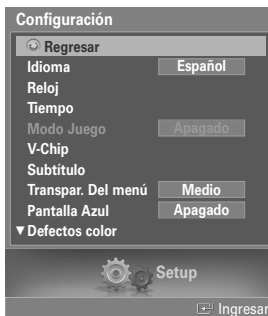 Configuración
Regresar
Idioma Español
Reloj
Tiempo
Modo Juego Apagado
V-Chip
Subtítulo
Transpar. Del menú Medio
Pantalla Azul Apagado
▼Defectos color
Setup
Ingresar